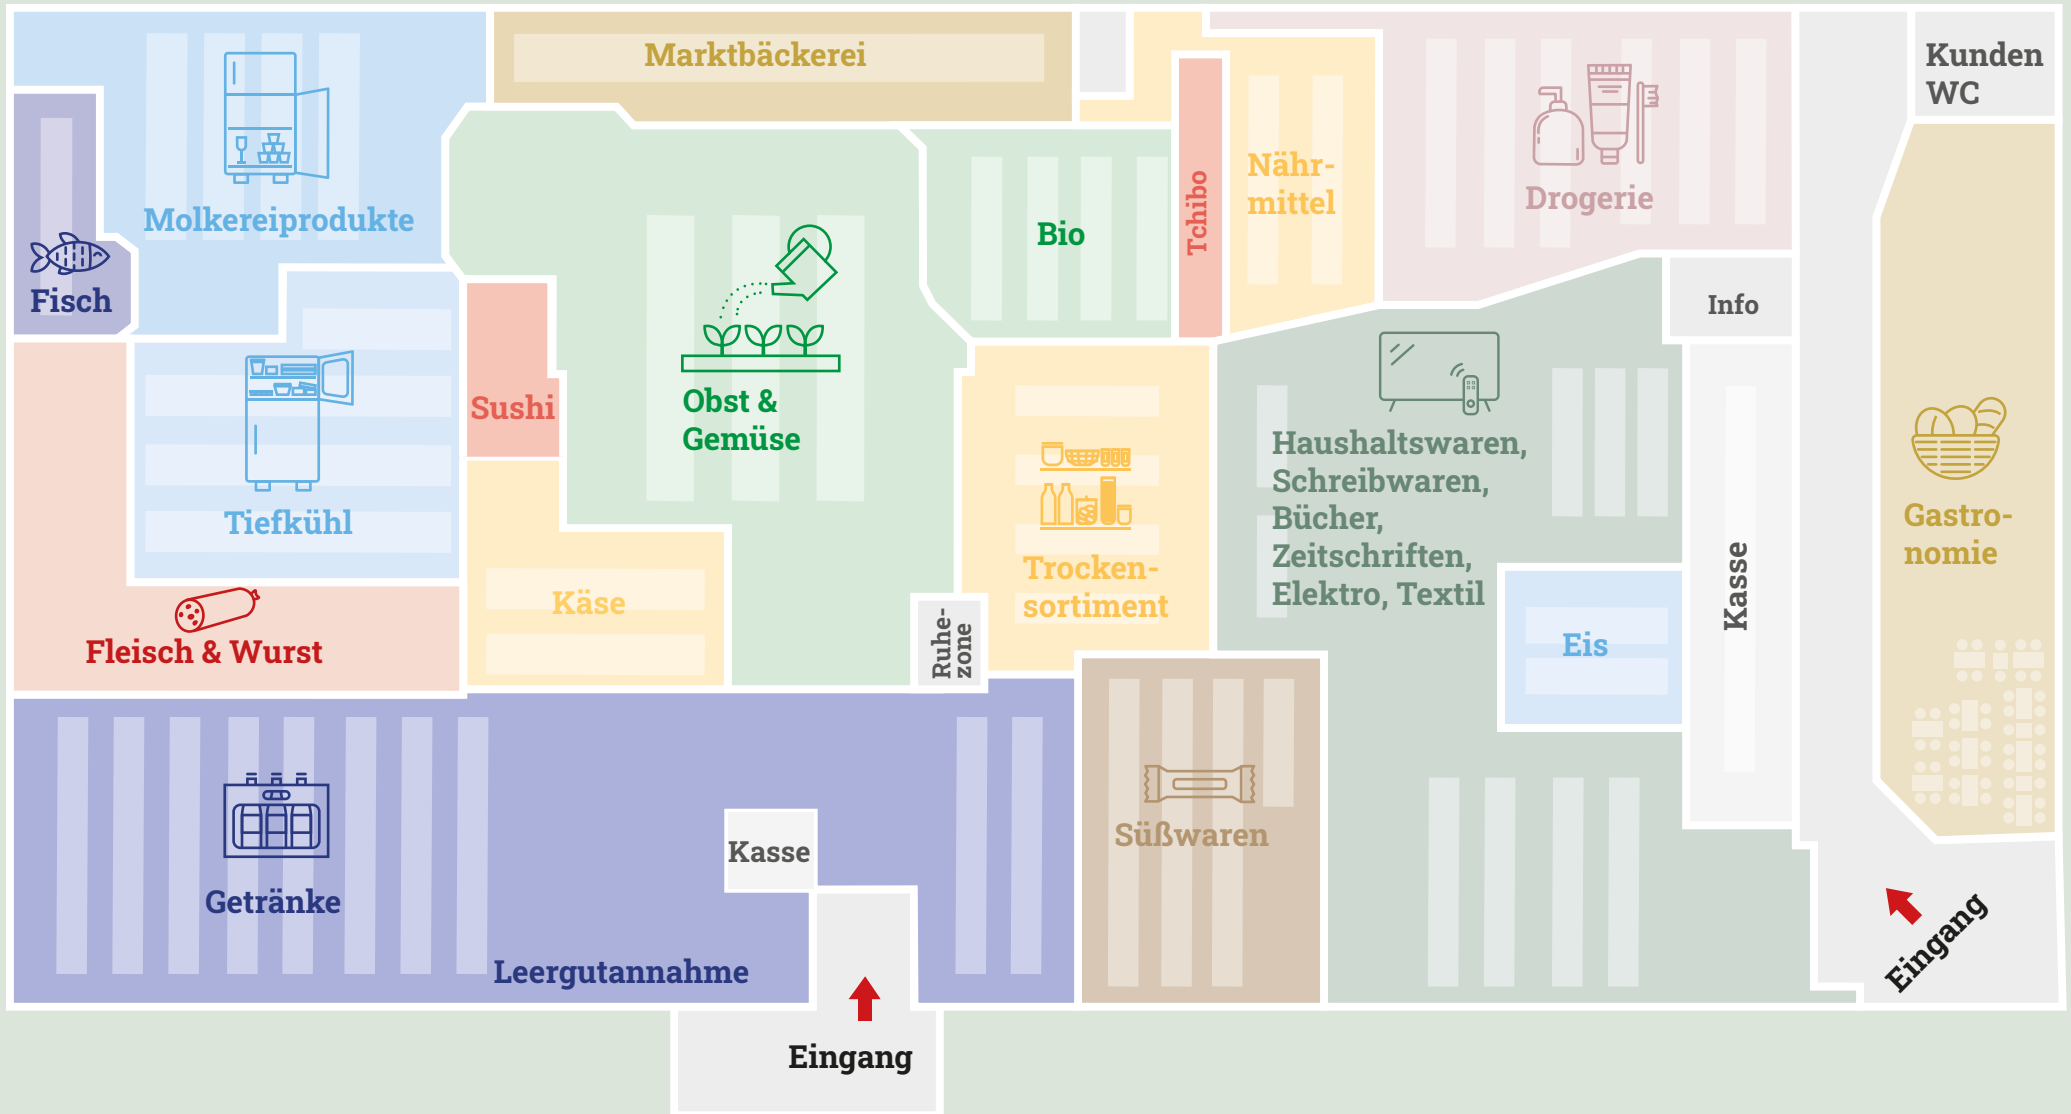 Marktbäckerei
Kunden
WC
Molkereiprodukte
Fisch
Bio
Tchibo
Nähr-
mittel
Drogerie
Info
Sushi
Obst &
Gemüse
Tiefkühl
Haushaltswaren,
Schreibwaren,
Bücher,
Zeitschriften,
Elektro, Textil
Gastro-
nomie
Trocken-
sortiment
Kasse
Käse
Ruhe-
zone
Eis
Fleisch & Wurst
Süßwaren
Kasse
Getränke
Leergutannahme
Eingang
Eingang